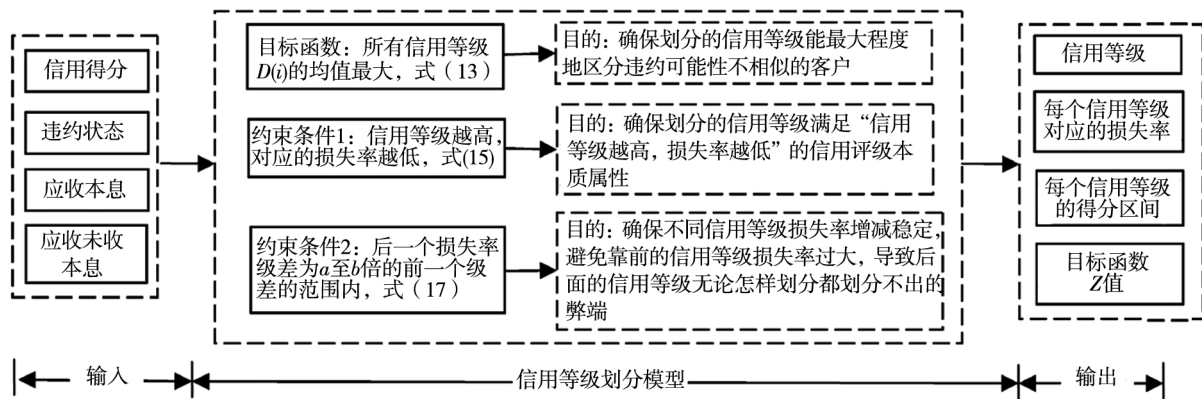 信用得分
违约状态
应收本息
应收未收
本息
目标函数：所有信用等级
D(i)的均值最大，式（13）
目的：确保划分的信用等级能最大程度
地区分违约可能性不相似的客户
约束条件1：信用等级越高，
对应的损失率越低，式(15)
目的：确保划分的信用等级满足“信用
等级越高，损失率越低”的信用评级本
质属性
约束条件2：后一个损失率
级差为a至b倍的前一个级
差的范围内，式（17）
目的：确保不同信用等级损失率增减稳定，
避免靠前的信用等级损失率过大，导致后
面的信用等级无论怎样划分都划分不出的
弊端
信用等级
每个信用等级
对应的损失率
每个信用等级
的得分区间
目标函数
Z值
输入
信用等级划分模型
输出